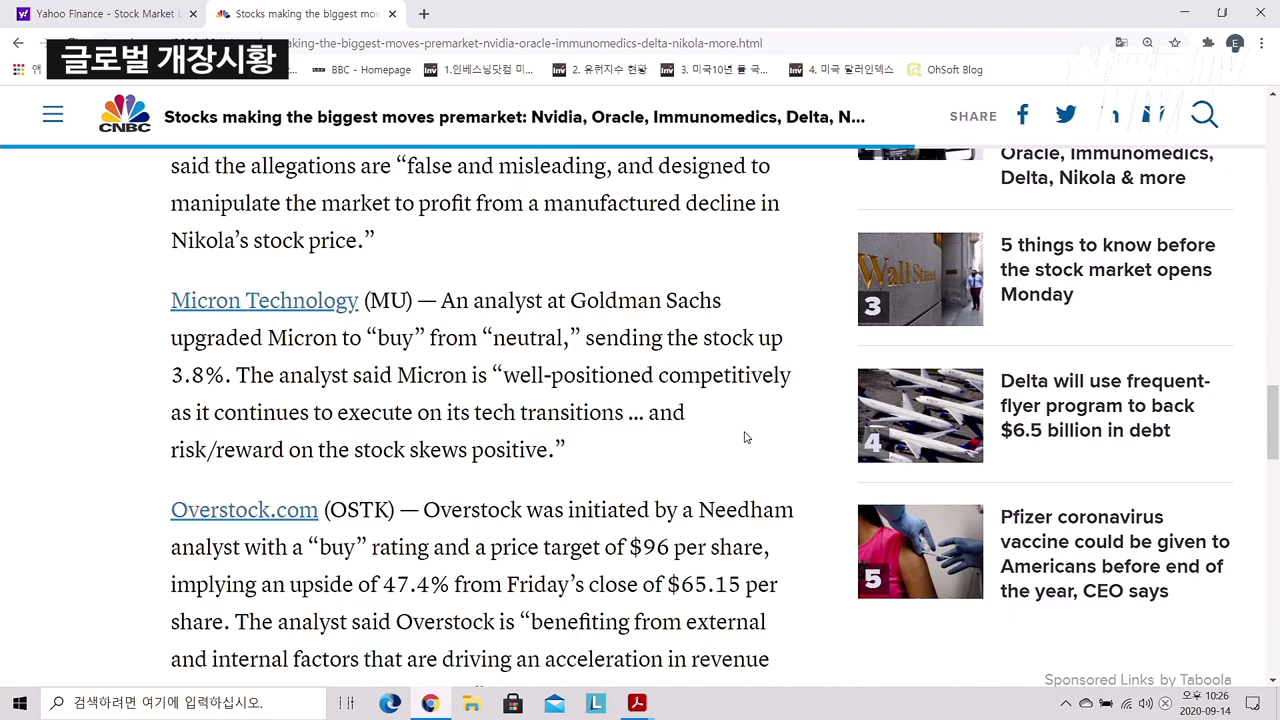 Yahoo Finance - Stock Market
Stocks making the biggest mov
글로벌 개장시황
aking-the-biggest-moves-premarket-nvidia-oracle-immunomedics-delta-nikola-more.html
E
BBC - Homepage
1.인베스닝닷컴 미...
2. 유럽지수 현황
3. 미국10년 물 국...
4. 미국 달러인덱스
OhSoft Blog
CNBC
Stocks making the biggest moves premarket: Nvidia, Oracle, Immunomedics, Delta, N...
SHARE
said the allegations are “false and misleading, and designed to
manipulate the market to profit from a manufactured decline in
Nikola’s stock price.”
Micron Technology (MU) — An analyst at Goldman Sachs
upgraded Micron to “buy” from “neutral,” sending the stock up
3.8%. The analyst said Micron is “well-positioned competitively
as it continues to execute on its tech transitions ... and
risk/reward on the stock skews positive.”
Overstock.com (OSTK) — Overstock was initiated by a Needham
analyst with a “buy” rating and a price target of $96 per share,
implying an upside of 47.4% from Friday’s close of $65.15 per
share. The analyst said Overstock is “benefiting from external
and internal factors that are driving an acceleration in revenue
Oracle, Immunomedics,
Delta, Nikola & more
Wall Street
3
5 things to know before
the stock market opens
Monday
4
Delta will use frequent-
flyer program to back
$6.5 billion in debt
5
Pfizer coronavirus
vaccine could be given to
Americans before end of
the year, CEO says
Sponsored Links by Taboola
검색하려면 여기에 입력하십시오.
오후 10:26
2020-09-14